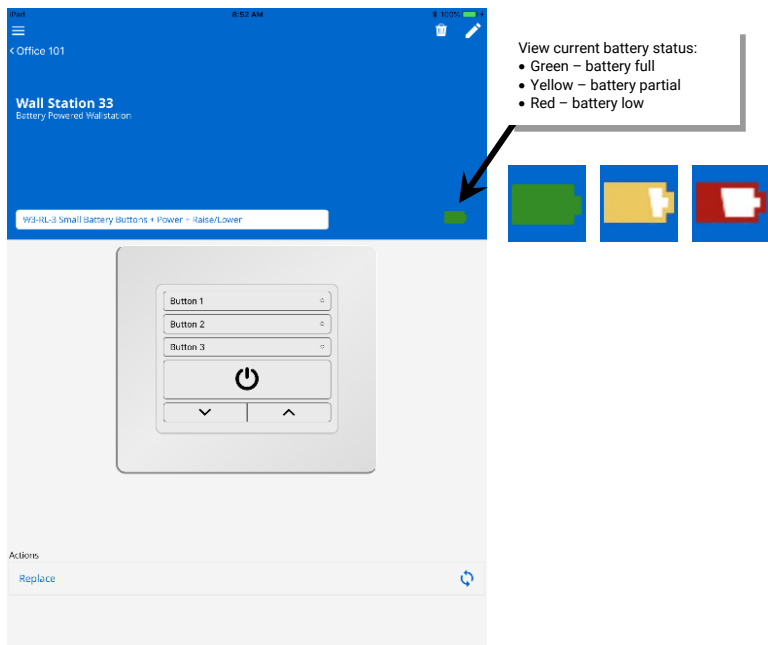 iPad 8:52 AM 100%
< Office 101
Wall Station 33
Battery Powered Wallstation
W3-RL-3 Small Battery Buttons + Power + Raise/Lower
Button 1
Button 2
Button 3
Actions
Replace
View current battery status:
• Green – battery full
• Yellow – battery partial
• Red – battery low